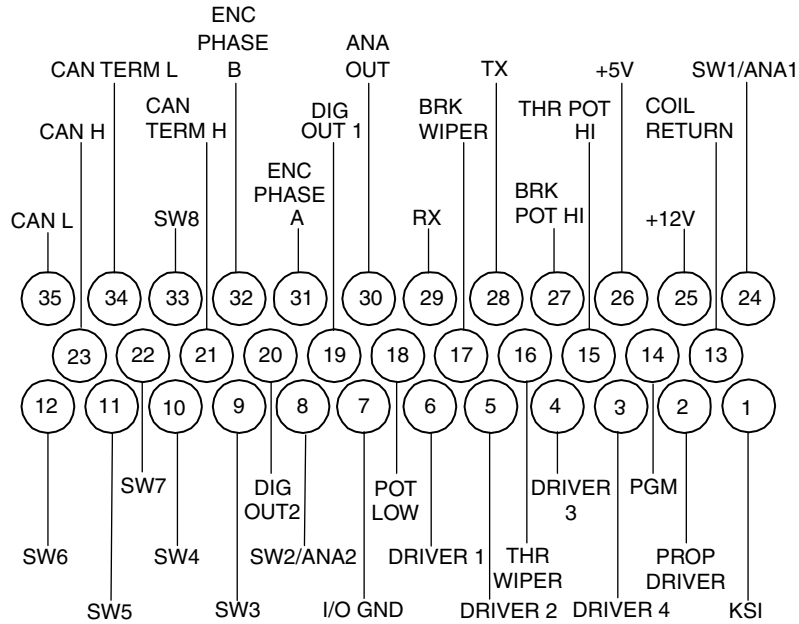 ENC
PHASE
B
ANA
OUT
CAN TERM L
TX
+5V
SW1/ANA1
CAN
TERM H
DIG
OUT 1
BRK
WIPER
THR POT
HI
COIL
RETURN
CAN H
ENC
PHASE
A
BRK
POT HI
CAN L
SW8
RX
+12V
35 34 33 32 31 30 29 28 27 26 25 24
23 22 21 20 19 18 17 16 15 14 13
12 11 10 9 8 7 6 5 4 3 2 1
SW7
DIG
OUT2
POT
LOW
DRIVER
3
PGM
SW6
SW4
SW2/ANA2
DRIVER 1
THR
WIPER
PROP
DRIVER
SW5
SW3
I/O GND
DRIVER 2
DRIVER 4
KSI